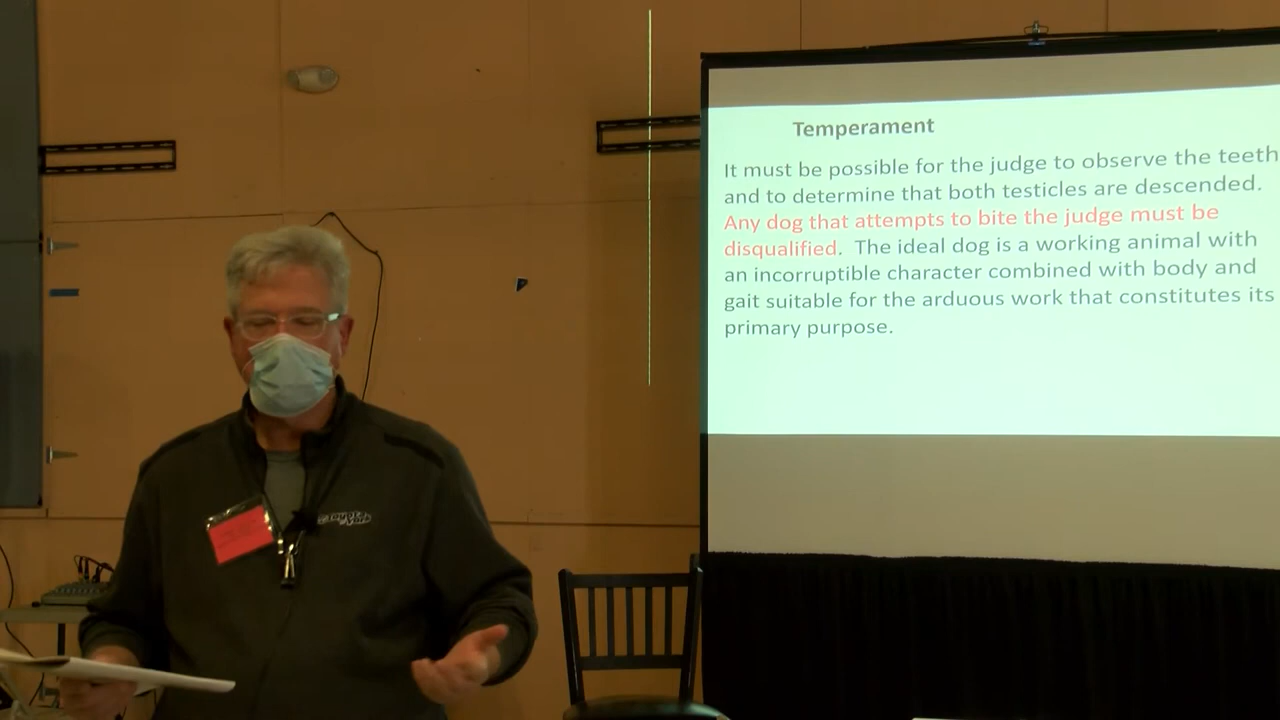 Temperament
It must be possible for the judge to observe the teeth
and to determine that both testicles are descended.
Any dog that attempts to bite the judge must be
disqualified. The ideal dog is a working animal with
an incorruptible character combined with body and
gait suitable for the arduous work that constitutes its
primary purpose.